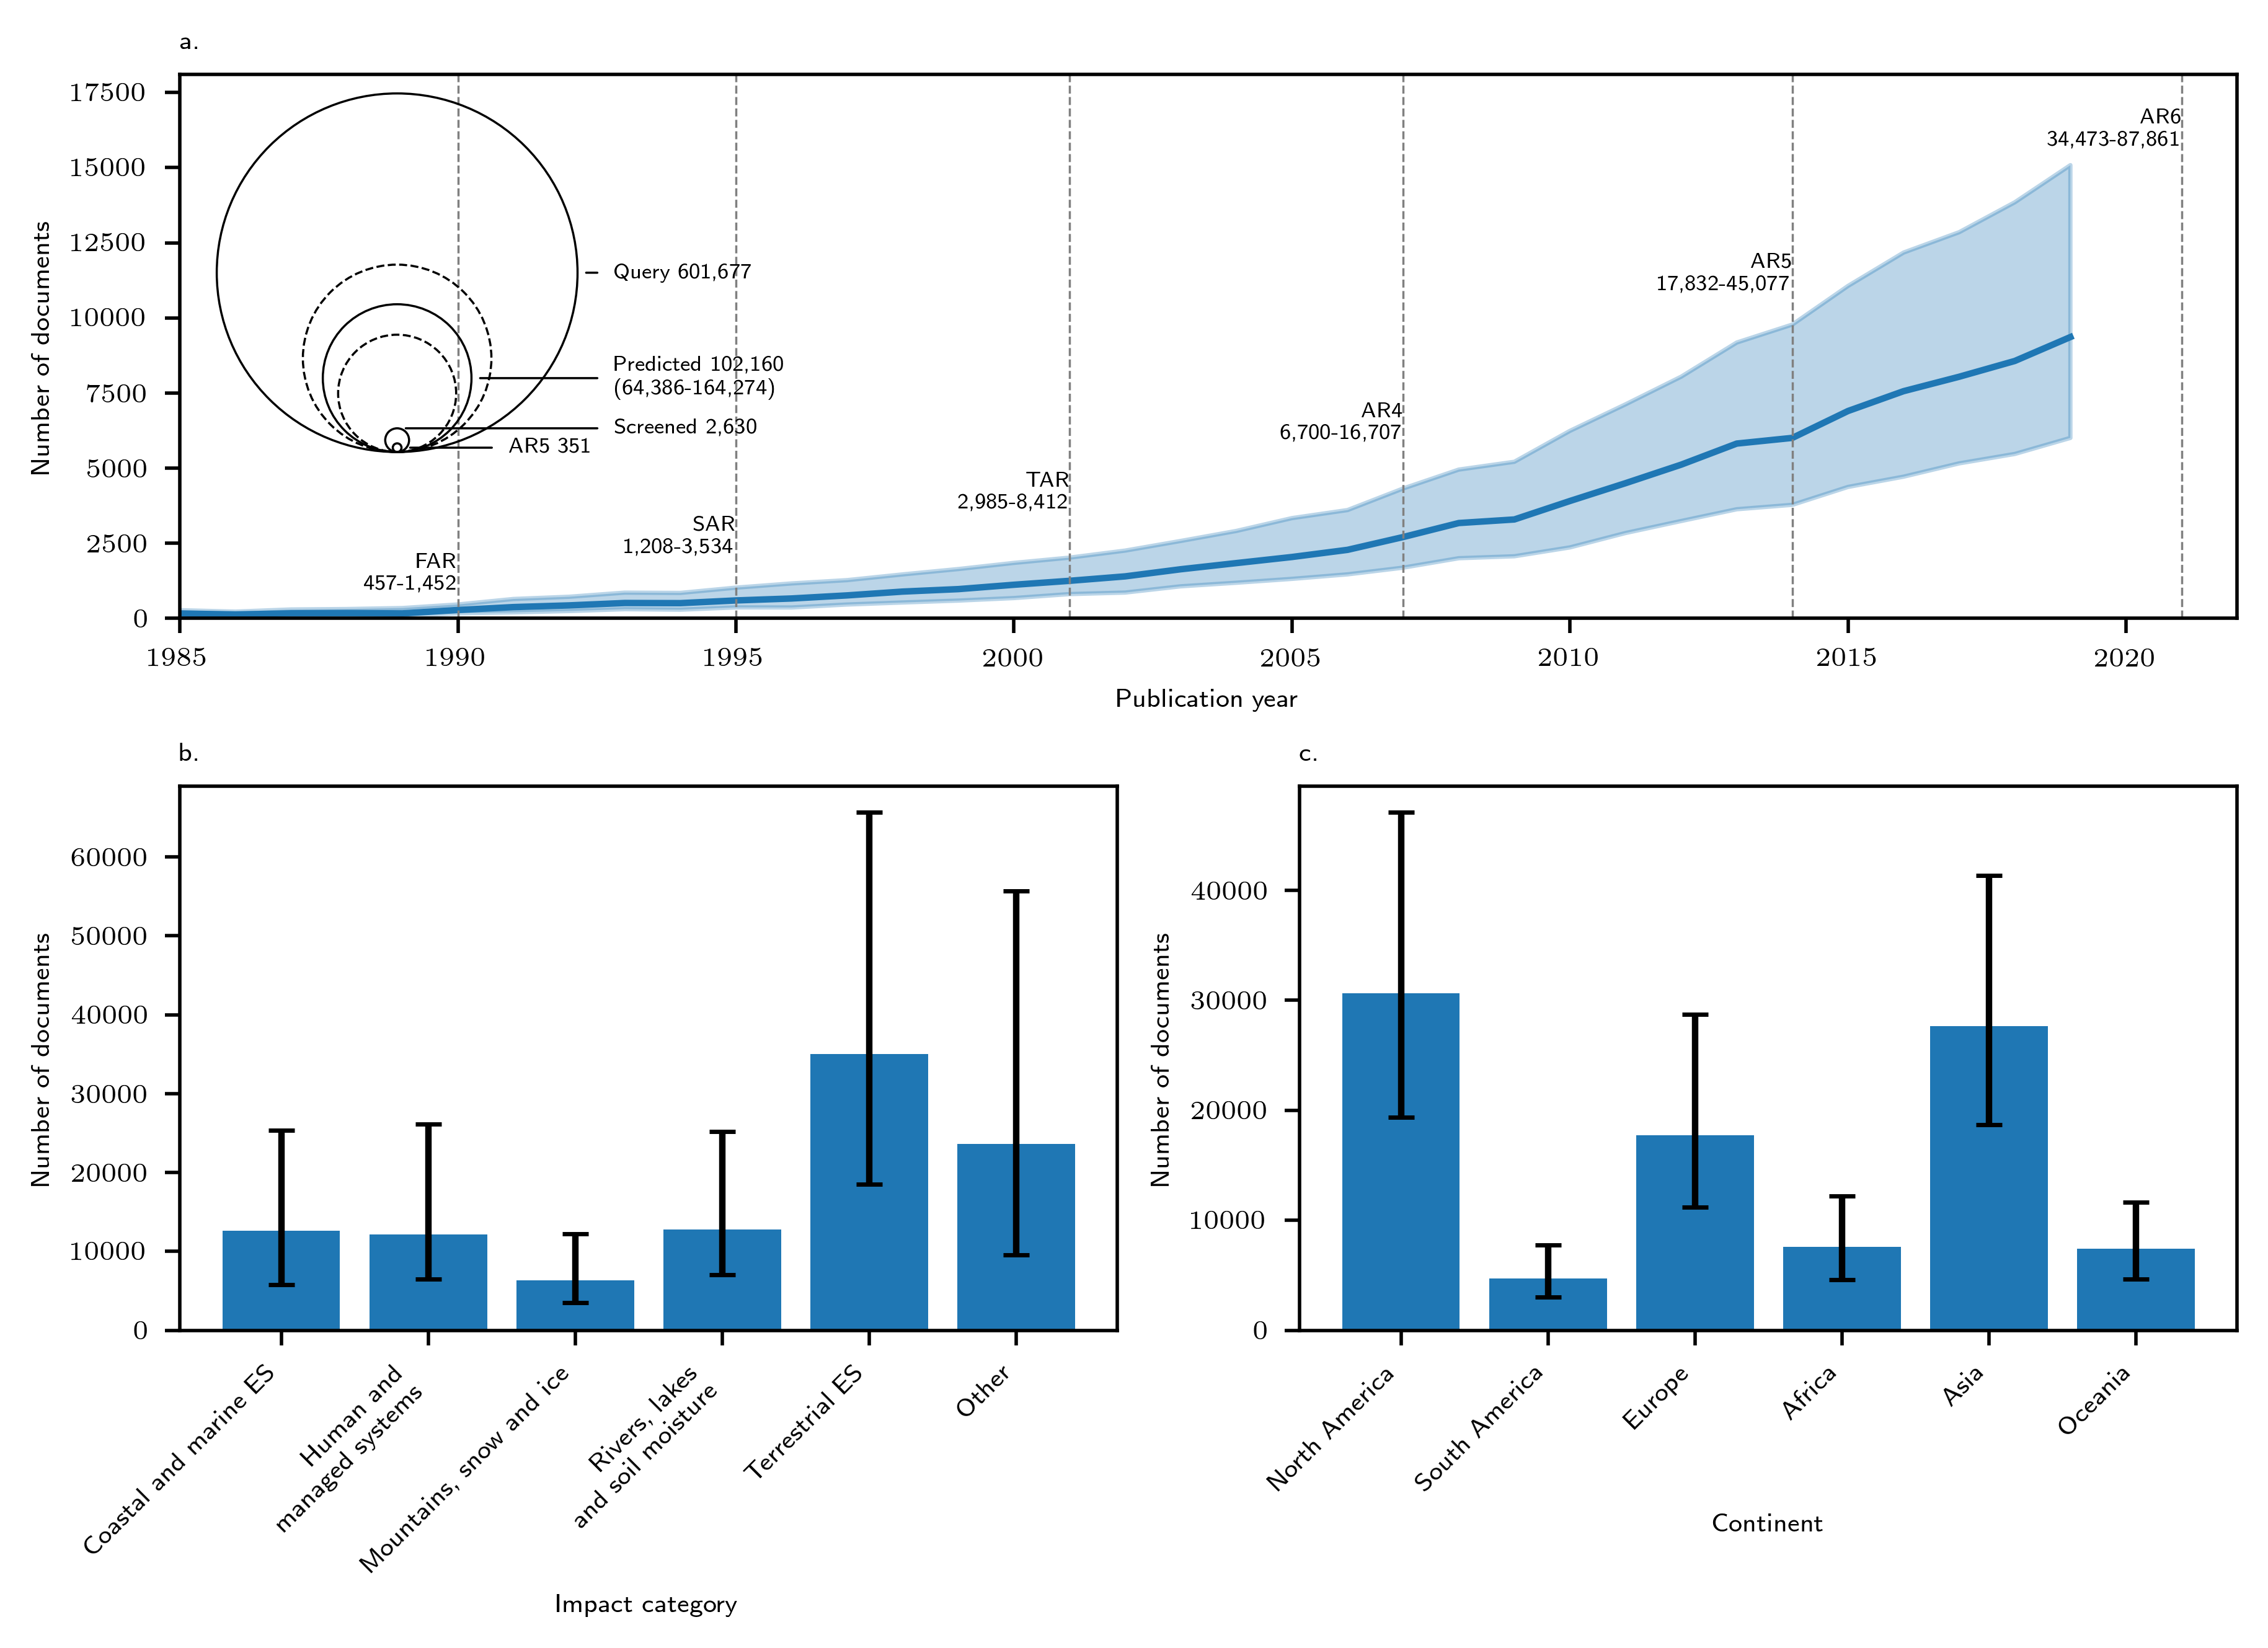 a.
17500
15000
12500
10000
7500
5000
2500
0
Number of documents
Query 601,677
Predicted 102,160
(64,386-164,274)
Screened 2,630
AR5 351
FAR
457-1,452
SAR
1,208-3,534
TAR
2,985-8,412
AR4
6,700-16,707
AR5
17,832-45,077
AR6
34,473-87,861
1985
1990
1995
2000
2005
2010
2015
2020
Publication year
b.
60000
50000
40000
30000
20000
10000
0
Number of documents
Coastal and marine ES
Human and
managed systems
Mountains, snow and ice
Rivers, lakes
and soil moisture
Terrestrial ES
Other
Impact category
c.
40000
30000
20000
10000
0
Number of documents
North America
South America
Europe
Africa
Asia
Oceania
Continent